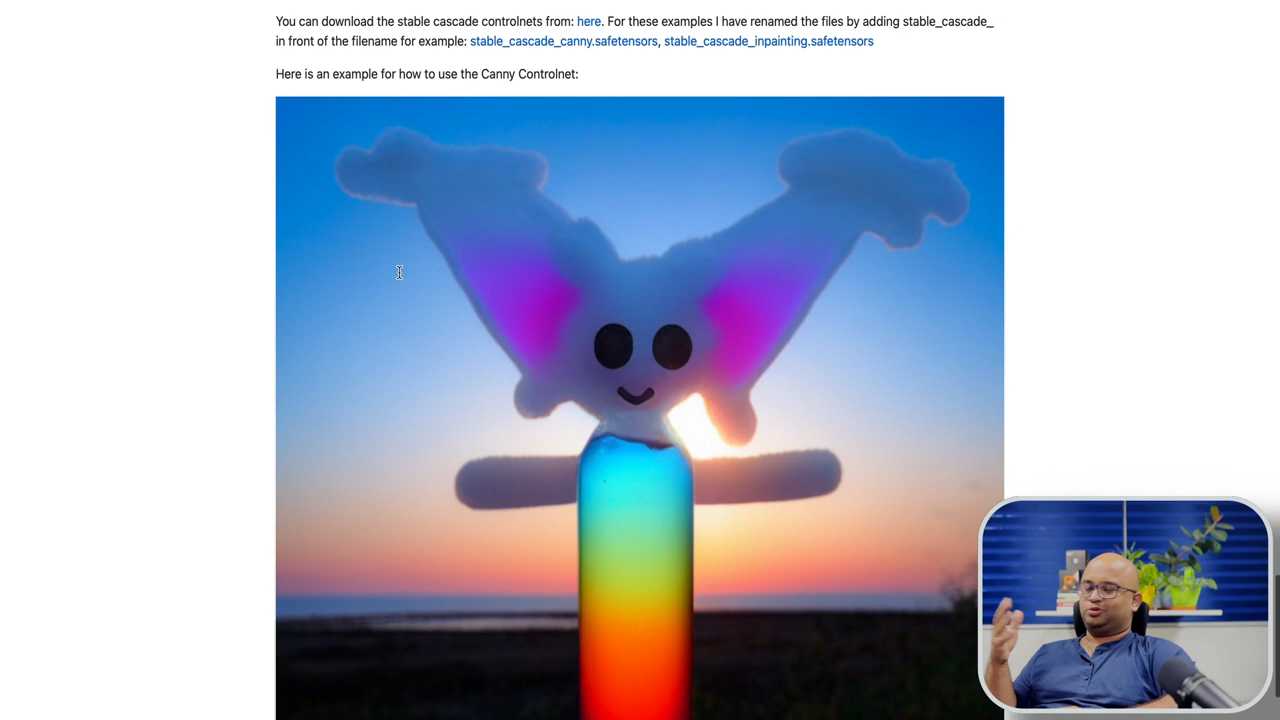 You can download the stable cascade controlnets from: here. For these examples I have renamed the files by adding stable_cascade_
in front of the filename for example: stable_cascade_canny.safetensors, stable_cascade_inpainting.safetensors
Here is an example for how to use the Canny Controlnet: